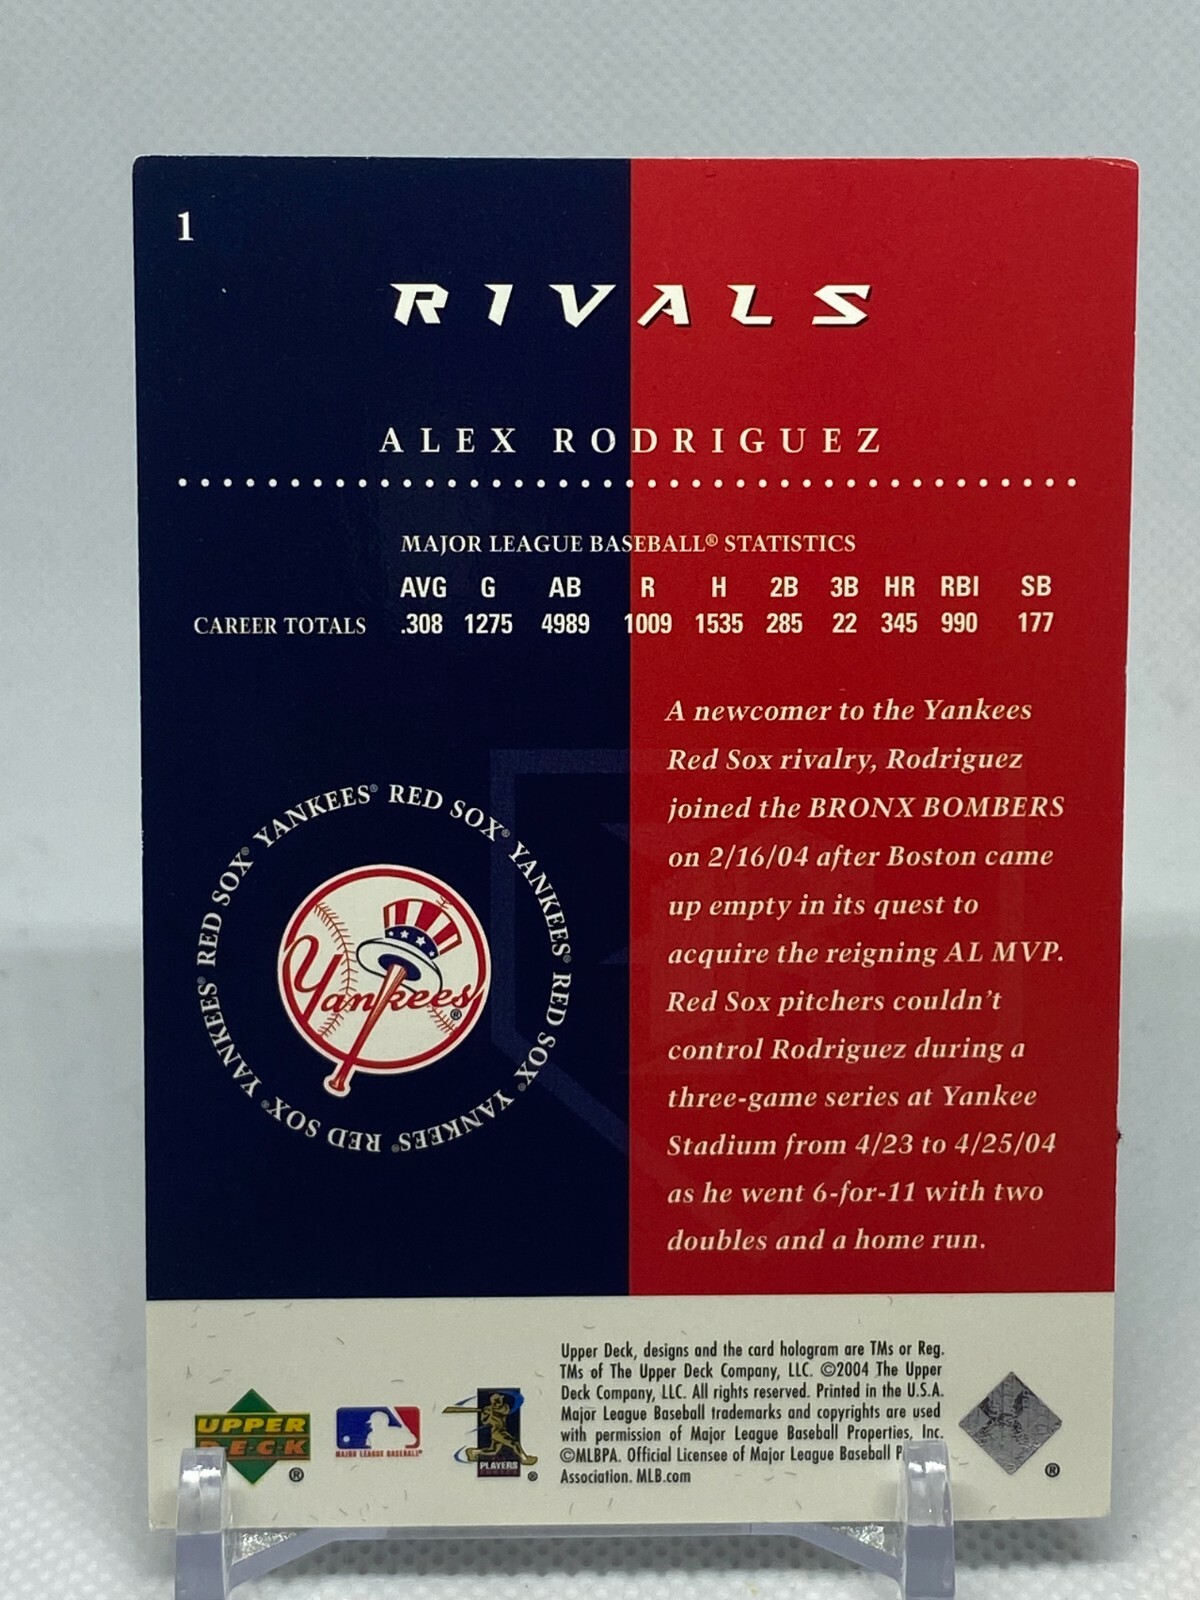 1
RIVALS
ALEX RODRIGUEZ
MAJOR LEAGUE BASEBALL® STATISTICS
AVG G AB R H 2B 3B HR RBI SB
CAREER TOTALS .308 1275 4989 1009 1535 285 22 345 990 177
A newcomer to the Yankees
Red Sox rivalry, Rodriguez
joined the BRONX BOMBERS
on 2/16/04 after Boston came
up empty in its quest to
acquire the reigning AL MVP.
Red Sox pitchers couldn't
control Rodriguez during a
three-game series at Yankee
Stadium from 4/23 to 4/25/04
as he went 6-for-11 with two
doubles and a home run.
YANKEES® RED SOX® YANKEES® RED SOX® YANKEES® RED SOX® YANKEES® RED SOX®
Yankees®
Upper Deck, designs and the card hologram are TMs or Reg.
TMs of The Upper Deck Company, LLC. ©2004 The Upper
Deck Company, LLC. All rights reserved. Printed in the U.S.A.
Major League Baseball trademarks and copyrights are used
with permission of Major League Baseball Properties, Inc.
©MLBPA. Official Licensee of Major League Baseball P
Association. MLB.com
UPPER
DECK ®
MAJOR LEAGUE BASEBALL®
PLAYERS
®
®